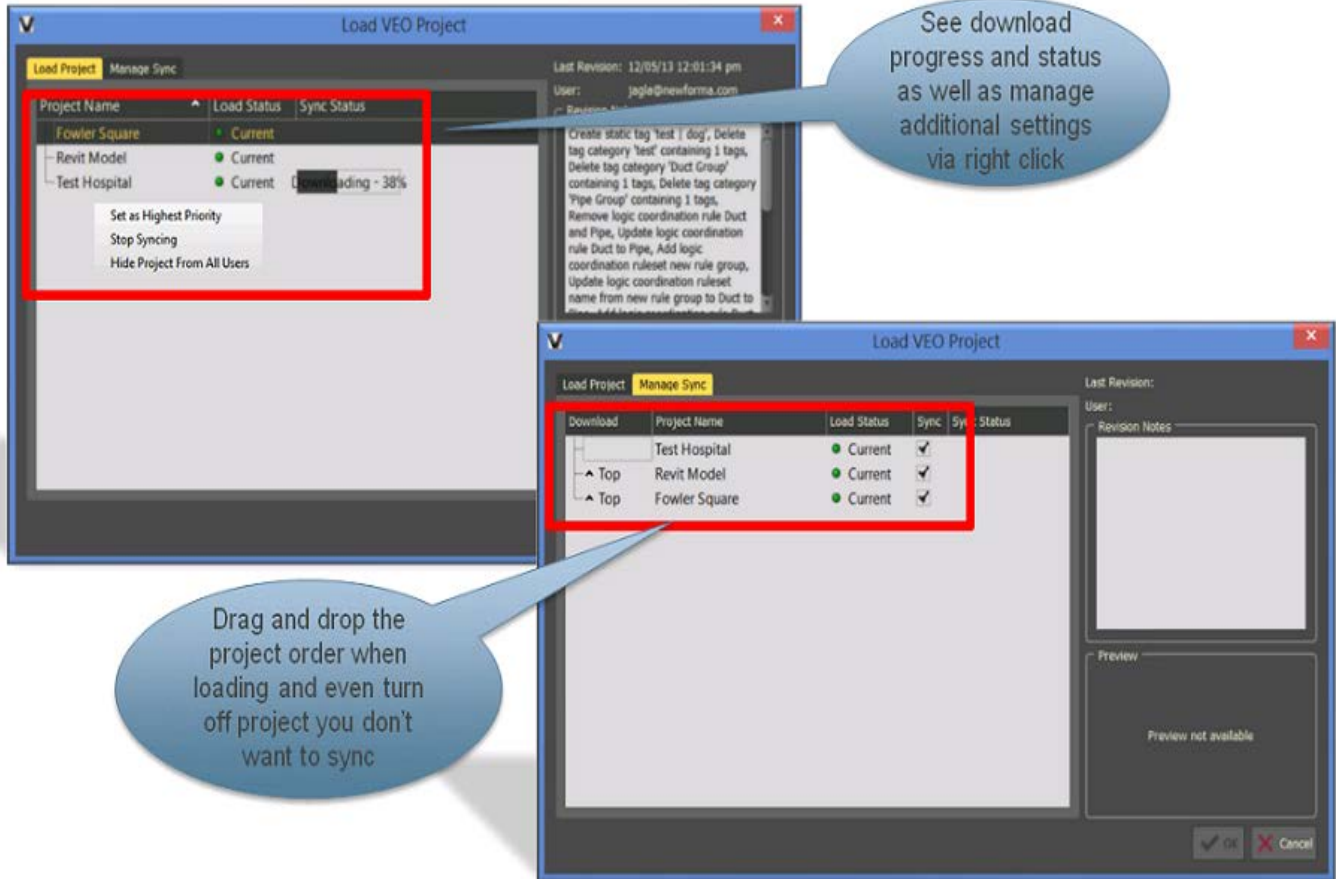 V
Load VEO Project
See download
progress and status
as well as manage
additional settings
via right click
Load Project Manage Sync
Last Revision: 12/05/13 12:01:34 pm
User: jagla@newforma.com
Revision
Project Name Load Status Sync Status
Fowler Square Current
Revit Model Current
Test Hospital Current Downloading - 38%
Set as Highest Priority
Stop Syncing
Hide Project From All Users
Create static tag 'test | dog', Delete
tag category 'test' containing 1 tags,
Delete tag category 'Duct Group'
containing 1 tags, Delete tag category
'Pipe Group' containing 1 tags,
Remove logic coordination rule Duct
and Pipe, Update logic coordination
rule Duct to Pipe, Add logic
coordination ruleset new rule group,
Update logic coordination ruleset
name from new rule group to Duct to
V
Load VEO Project
Load Project Manage Sync
Last Revision:
User:
Revision Notes
Download Project Name Load Status Sync Sync Status
Test Hospital Current
Top Revit Model Current
Top Fowler Square Current
Preview
Preview not available
Drag and drop the
project order when
loading and even turn
off project you don't
want to sync
OK Cancel